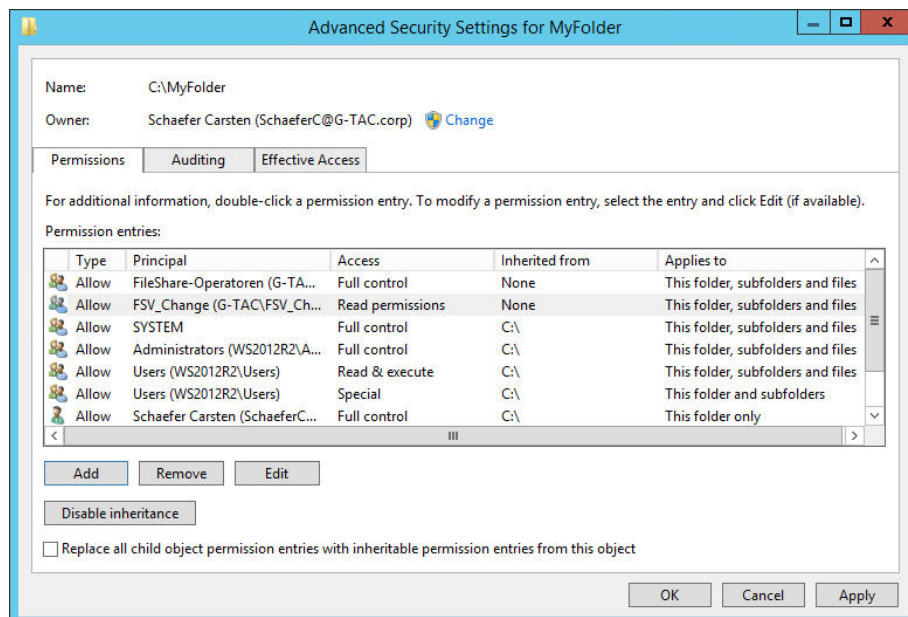 Advanced Security Settings for MyFolder
Name: C:\MyFolder
Owner: Schaefer Carsten (SchaeferC@G-TAC.corp) Change
Permissions Auditing Effective Access
For additional information, double-click a permission entry. To modify a permission entry, select the entry and click Edit (if available).
Permission entries:
Type Principal Access Inherited from Applies to
Allow FileShare-Operatoren (G-TA... Full control None This folder, subfolders and files
Allow FSV_Change (G-TAC\FSV_Ch... Read permissions None This folder, subfolders and files
Allow SYSTEM Full control C:\ This folder, subfolders and files
Allow Administrators (WS2012R2\A... Full control C:\ This folder, subfolders and files
Allow Users (WS2012R2\Users) Read & execute C:\ This folder, subfolders and files
Allow Users (WS2012R2\Users) Special C:\ This folder and subfolders
Allow Schaefer Carsten (SchaeferC... Full control C:\ This folder only
Add Remove Edit
Disable inheritance
Replace all child object permission entries with inheritable permission entries from this object
OK Cancel Apply